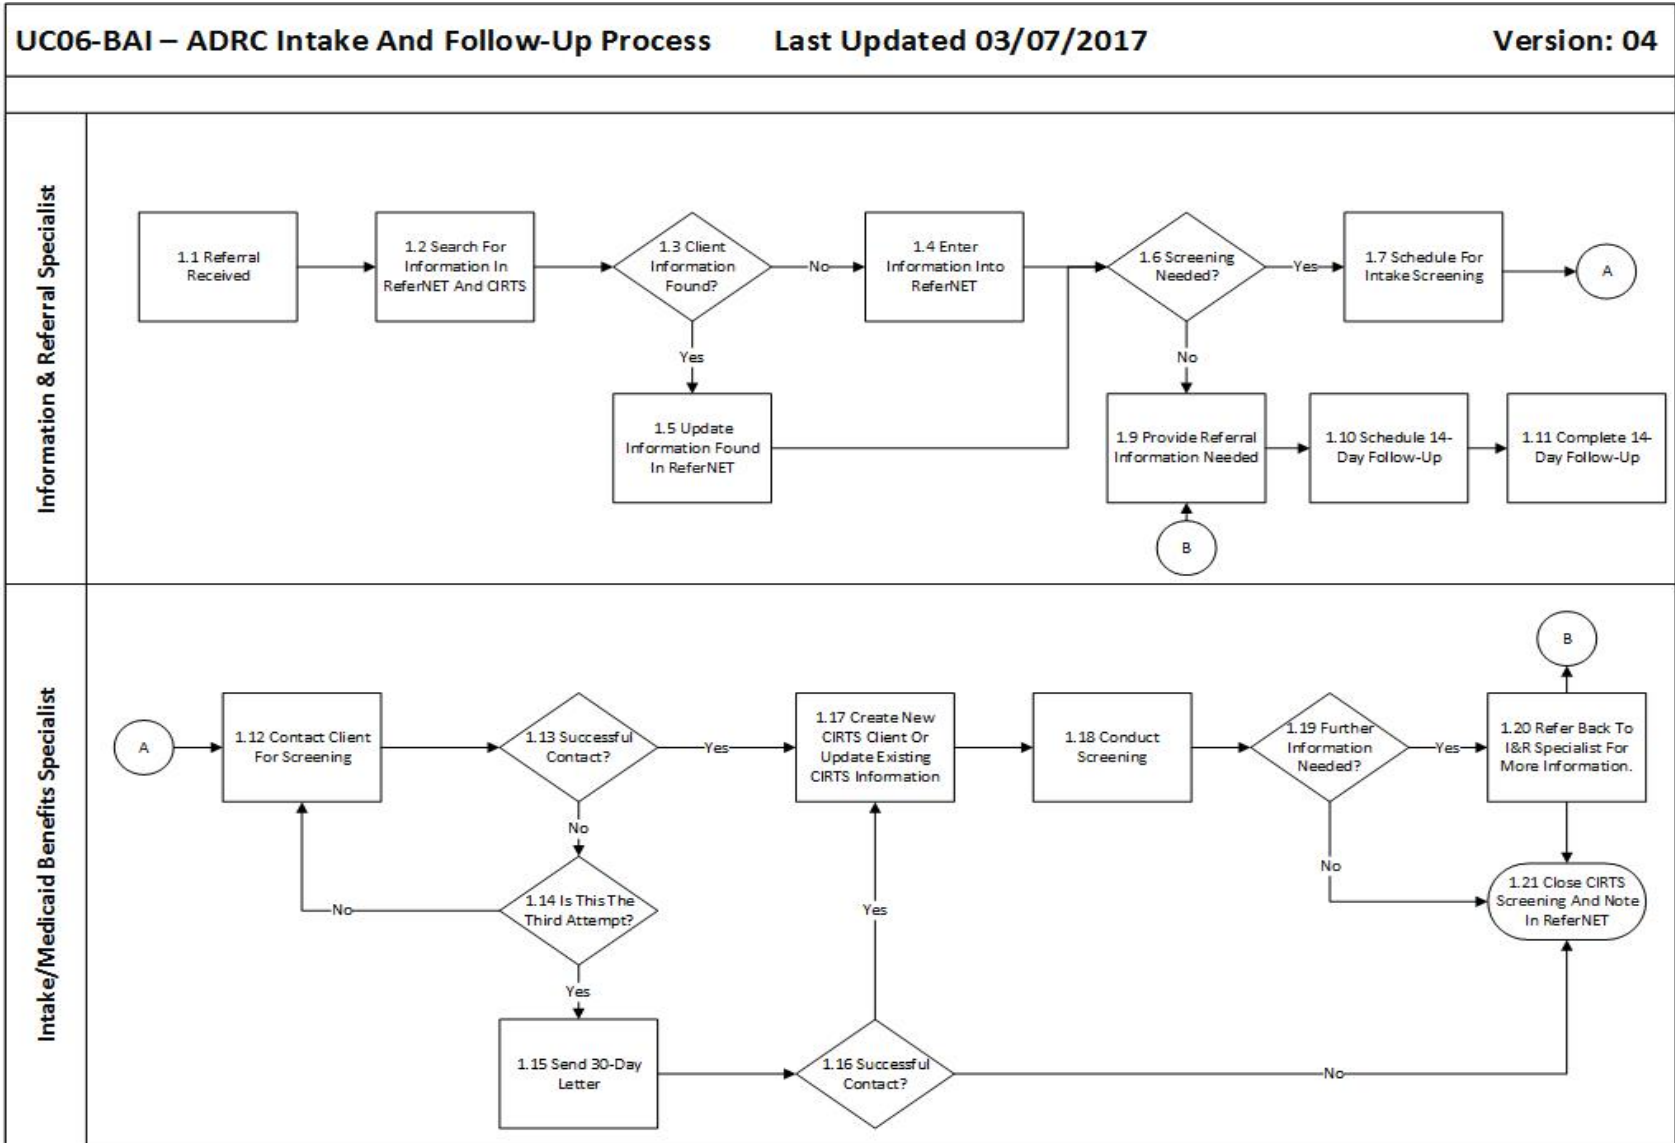 UC06-BAI – ADRC Intake And Follow-Up Process Last Updated 03/07/2017 Version: 04
Information & Referral Specialist
1.1 Referral
Received
1.2 Search For
Information In
ReferNET And CIRTS
1.3 Client
Information
Found?
No
Yes
1.4 Enter
Information Into
ReferNET
1.5 Update
Information Found
In ReferNET
1.6 Screening
Needed?
Yes
No
1.7 Schedule For
Intake Screening
A
1.9 Provide Referral
Information Needed
1.10 Schedule 14-
Day Follow-Up
1.11 Complete 14-
Day Follow-Up
B
Intake/Medicaid Benefits Specialist
A
1.12 Contact Client
For Screening
1.13 Successful
Contact?
Yes
No
1.14 Is This The
Third Attempt?
No
Yes
1.15 Send 30-Day
Letter
1.16 Successful
Contact?
Yes
No
1.17 Create New
CIRTS Client Or
Update Existing
CIRTS Information
1.18 Conduct
Screening
1.19 Further
Information
Needed?
Yes
No
1.20 Refer Back To
I&R Specialist For
More Information.
B
1.21 Close CIRTS
Screening And Note
In ReferNET